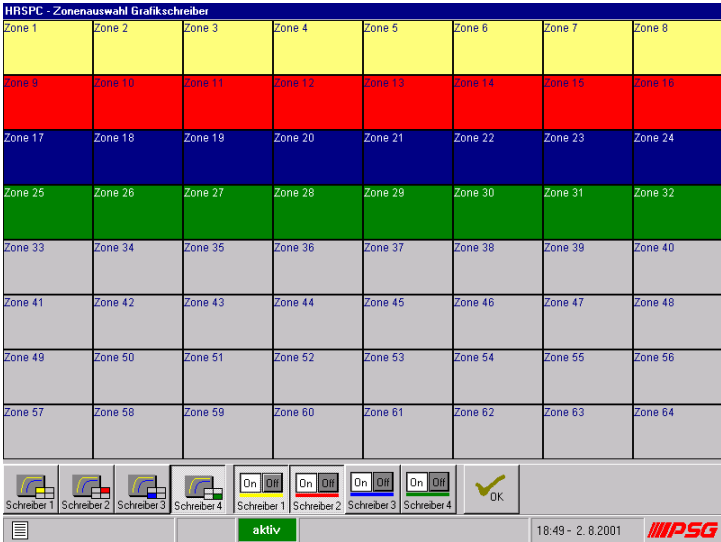 HRSPC - Zonenauswahl Grafikschreiber
Zone 1 Zone 2 Zone 3 Zone 4 Zone 5 Zone 6 Zone 7 Zone 8
Zone 9 Zone 10 Zone 11 Zone 12 Zone 13 Zone 14 Zone 15 Zone 16
Zone 17 Zone 18 Zone 19 Zone 20 Zone 21 Zone 22 Zone 23 Zone 24
Zone 25 Zone 26 Zone 27 Zone 28 Zone 29 Zone 30 Zone 31 Zone 32
Zone 33 Zone 34 Zone 35 Zone 36 Zone 37 Zone 38 Zone 39 Zone 40
Zone 41 Zone 42 Zone 43 Zone 44 Zone 45 Zone 46 Zone 47 Zone 48
Zone 49 Zone 50 Zone 51 Zone 52 Zone 53 Zone 54 Zone 55 Zone 56
Zone 57 Zone 58 Zone 59 Zone 60 Zone 61 Zone 62 Zone 63 Zone 64
On Off On Off On Off On Off OK
Schreiber 1 Schreiber 2 Schreiber 3 Schreiber 4 Schreiber 1 Schreiber 2 Schreiber 3 Schreiber 4
aktiv 18:49 - 2. 8.2001 PSG